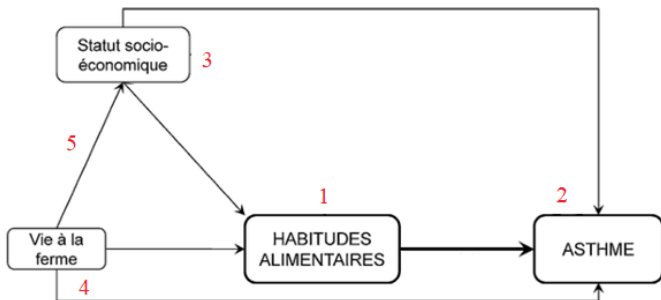 Statut socio-
économique
3
5
1
2
Vie à la
ferme
HABITUDES
ALIMENTAIRES
ASTHME
4